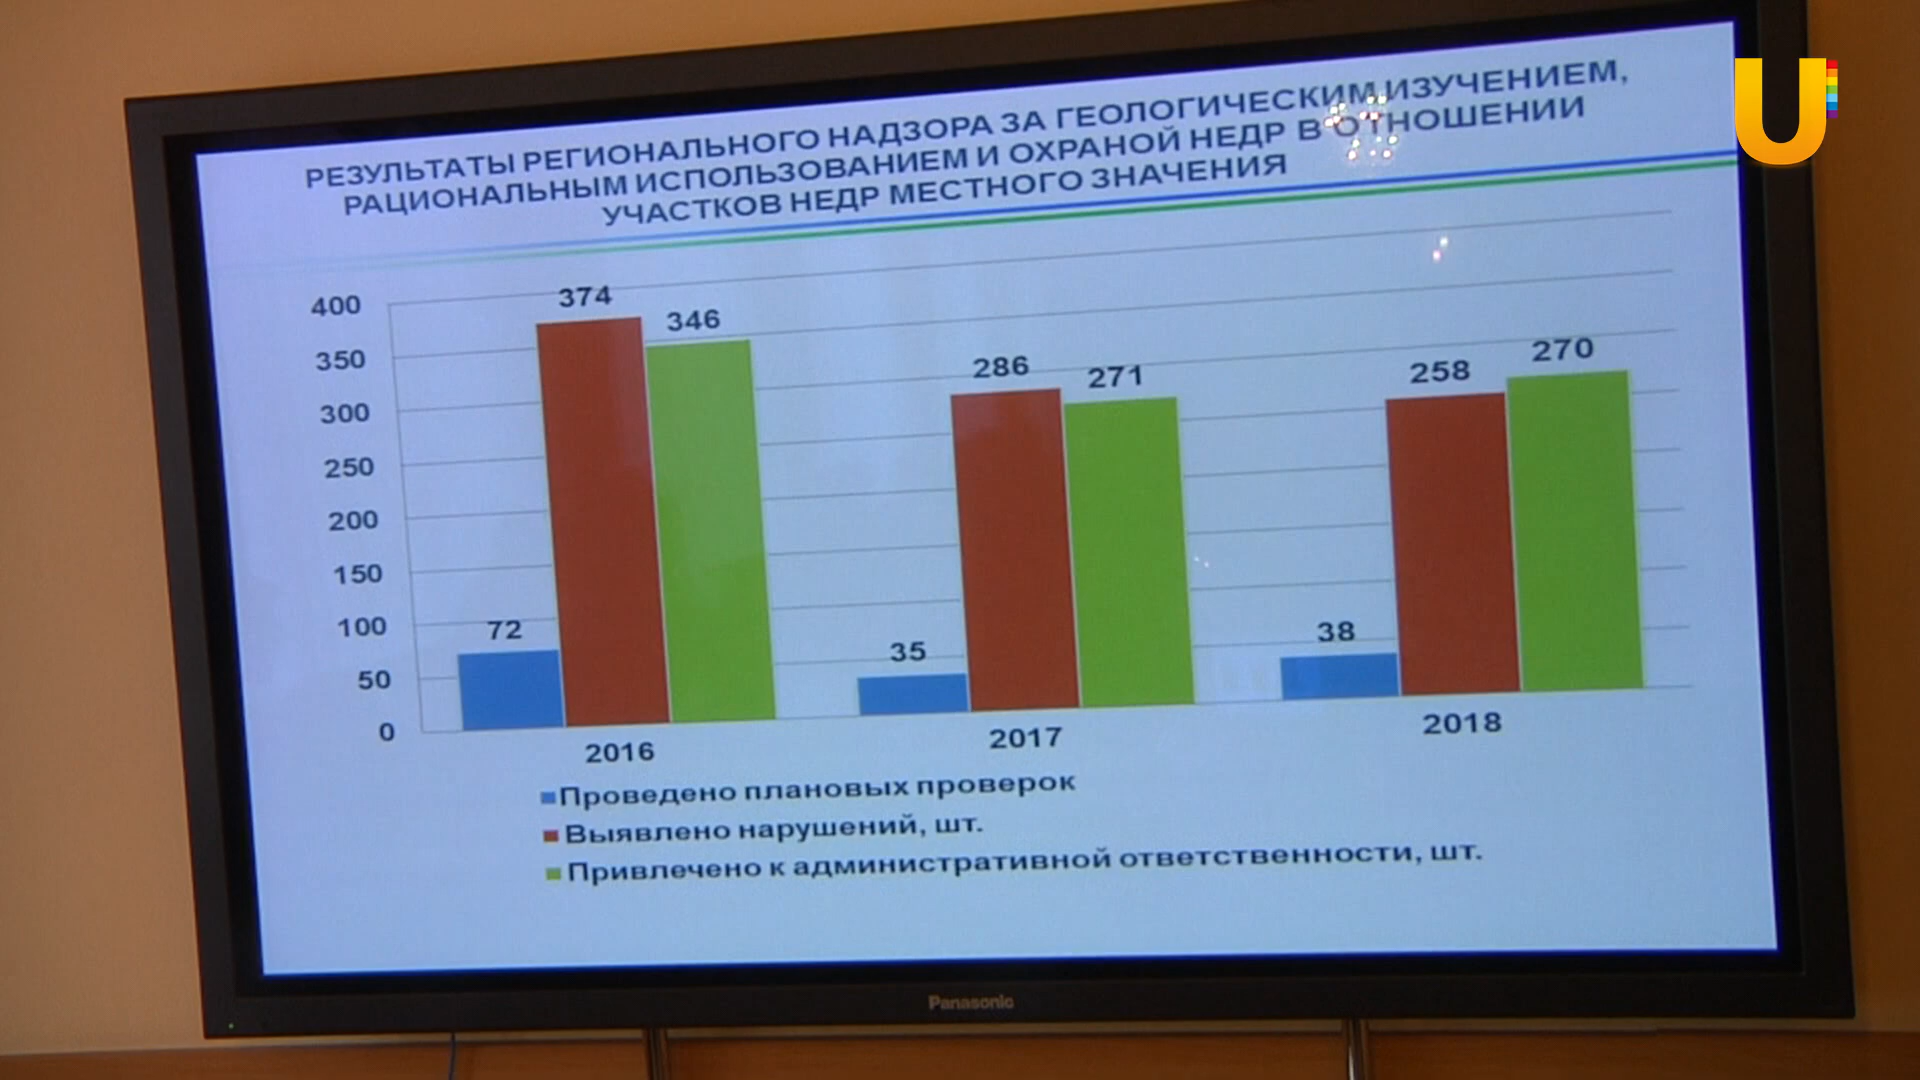 РЕЗУЛЬТАТЫ РЕГИОНАЛЬНОГО НАДЗОРА ЗА ГЕОЛОГИЧЕСКИМ ИЗУЧЕНИЕМ,
РАЦИОНАЛЬНЫМ ИСПОЛЬЗОВАНИЕМ И ОХРАНОЙ НЕДР В ОТНОШЕНИИ
УЧАСТКОВ НЕДР МЕСТНОГО ЗНАЧЕНИЯ
U
400
350
300
250
200
150
100
50
0
72
374
346
35
286
271
38
258
270
2016
2017
2018
Проведено плановых проверок
Выявлено нарушений, шт.
Привлечено к административной ответственности, шт.
Panasonic